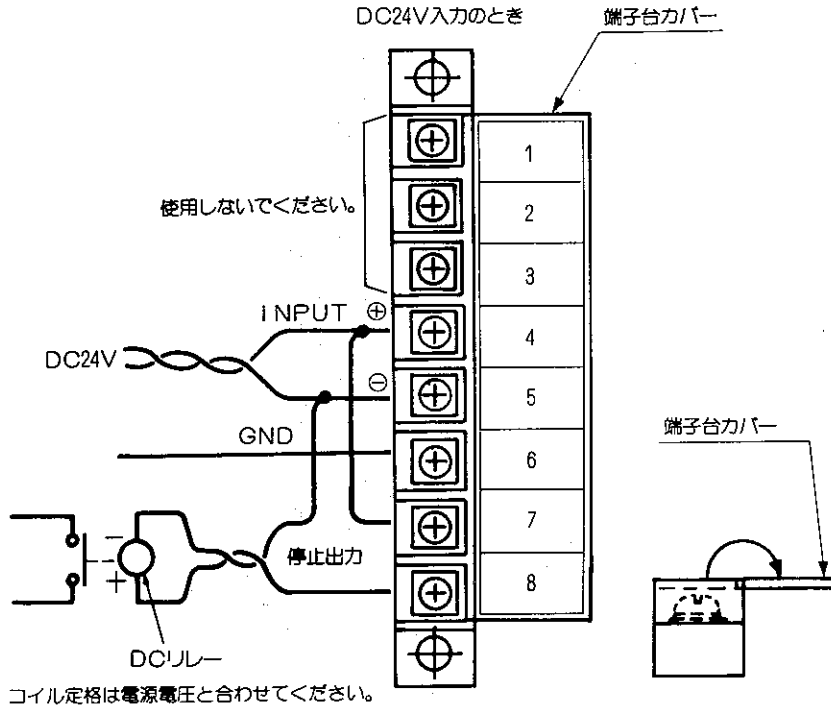 DC24V入力のとき
端子台カバー
1
使用しないでください。
2
3
INPUT ⊕
4
DC24V
⊖
5
GND
6
端子台カバー
7
停止出力
−
+
8
DCリレー
コイル定格は電源電圧と合わせてください。